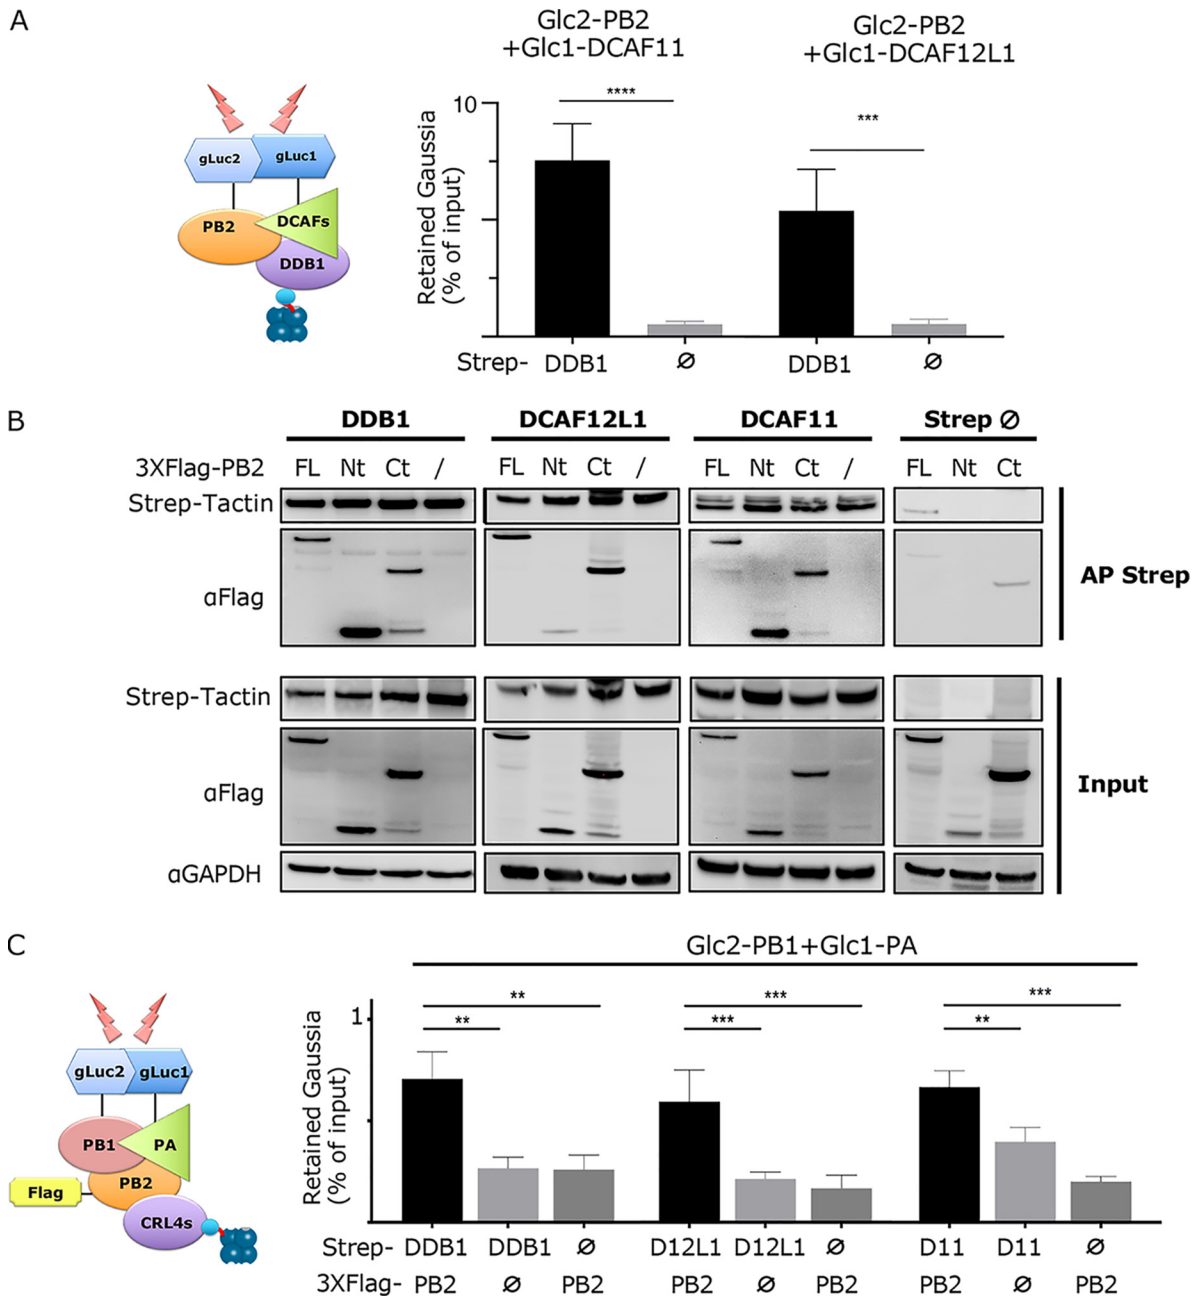 A
Glc2-PB2
+Glc1-DCAF11
Glc2-PB2
+Glc1-DCAF12L1
gLuc2
gLuc1
PB2
DCAFs
DDB1
Retained Gaussia
(% of input)
10
****
***
Strep-
DDB1
Ø
DDB1
Ø
B
DDB1
DCAF12L1
DCAF11
Strep Ø
3XFlag-PB2
FL Nt Ct /
FL Nt Ct /
FL Nt Ct /
FL Nt Ct
Strep-Tactin
αFlag
AP Strep
Strep-Tactin
αFlag
αGAPDH
Input
C
Glc2-PB1+Glc1-PA
gLuc2
gLuc1
PB1
PA
PB2
Flag
CRL4s
Retained Gaussia
(% of input)
1
**
**
***
***
***
**
Strep- DDB1 DDB1 Ø D12L1 D12L1 Ø D11 D11 Ø
3XFlag- PB2 Ø PB2 PB2 Ø PB2 PB2 Ø PB2